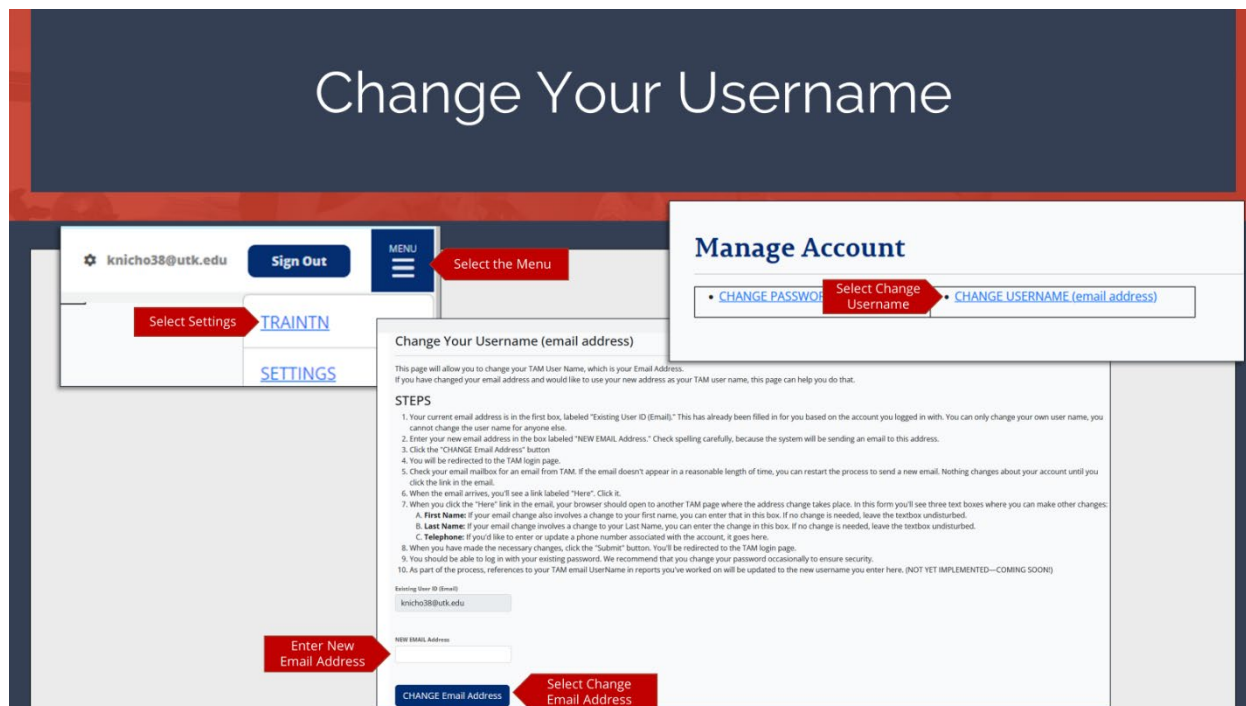 Change Your Username
knicho38@utk.edu
Sign Out
MENU
Select the Menu
Select Settings
TRAINTN
SETTINGS
Manage Account
• CHANGE PASSWOR
Select Change
Username
• CHANGE USERNAME (email address)
Change Your Username (email address)
This page will allow you to change your TAM User Name, which is your Email Address.
If you have changed your email address and would like to use your new address as your TAM user name, this page can help you do that.
STEPS
1. Your current email address is in the first box, labeled "Existing User ID (Email)." This has already been filled in for you based on the account you logged in with. You can only change your own user name, you
cannot change the user name for anyone else.
2. Enter your new email address in the box labeled "NEW EMAIL Address." Check spelling carefully, because the system will be sending an email to this address.
3. Click the "CHANGE Email Address" button
4. You will be redirected to the TAM login page.
5. Check your email mailbox for an email from TAM. If the email doesn't appear in a reasonable length of time, you can restart the process to send a new email. Nothing changes about your account until you
click the link in the email.
6. When the email arrives, you'll see a link labeled "Here". Click it.
7. When you click the "Here" link in the email, your browser should open to another TAM page where the address change takes place. In this form you'll see three text boxes where you can make other changes:
A. First Name: If your email change also involves a change to your first name, you can enter that in this box. If no change is needed, leave the textbox undisturbed.
B. Last Name: If your email change involves a change to your Last Name, you can enter the change in this box. If no change is needed, leave the textbox undisturbed.
C. Telephone: If you'd like to enter or update a phone number associated with the account, it goes here.
8. When you have made the necessary changes, click the "Submit" button. You'll be redirected to the TAM login page.
9. You should be able to log in with your existing password. We recommend that you change your password occasionally to ensure security.
10. As part of the process, references to your TAM email UserName in reports you've worked on will be updated to the new username you enter here. (NOT YET IMPLEMENTED—COMING SOON!)
Existing User ID (Email)
knicho38@utk.edu
NEW EMAIL Address
Enter New
Email Address
CHANGE Email Address
Select Change
Email Address